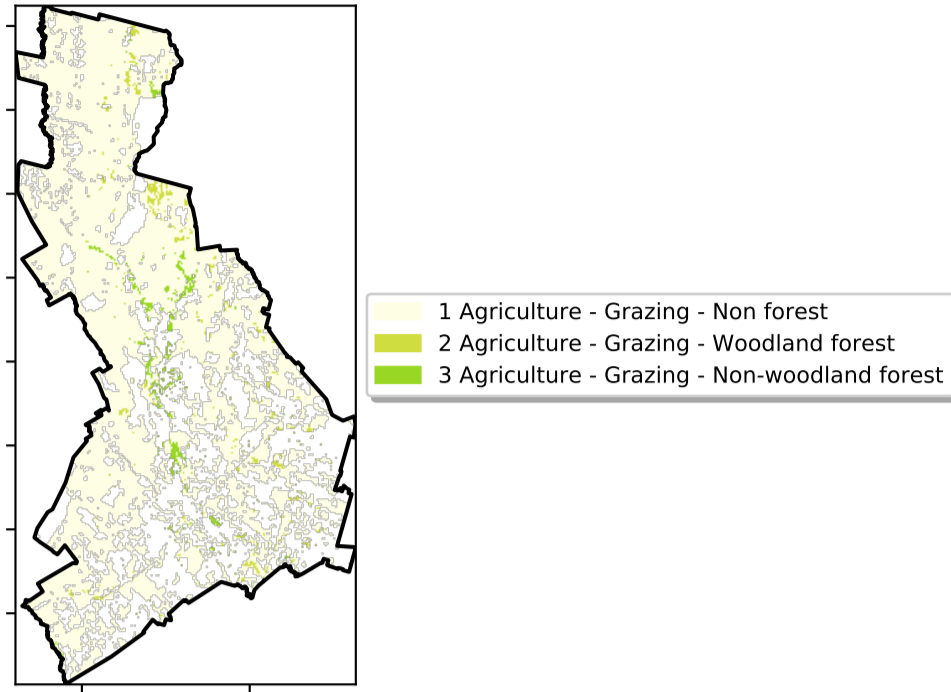 1 Agriculture - Grazing - Non forest
2 Agriculture - Grazing - Woodland forest
3 Agriculture - Grazing - Non-woodland forest